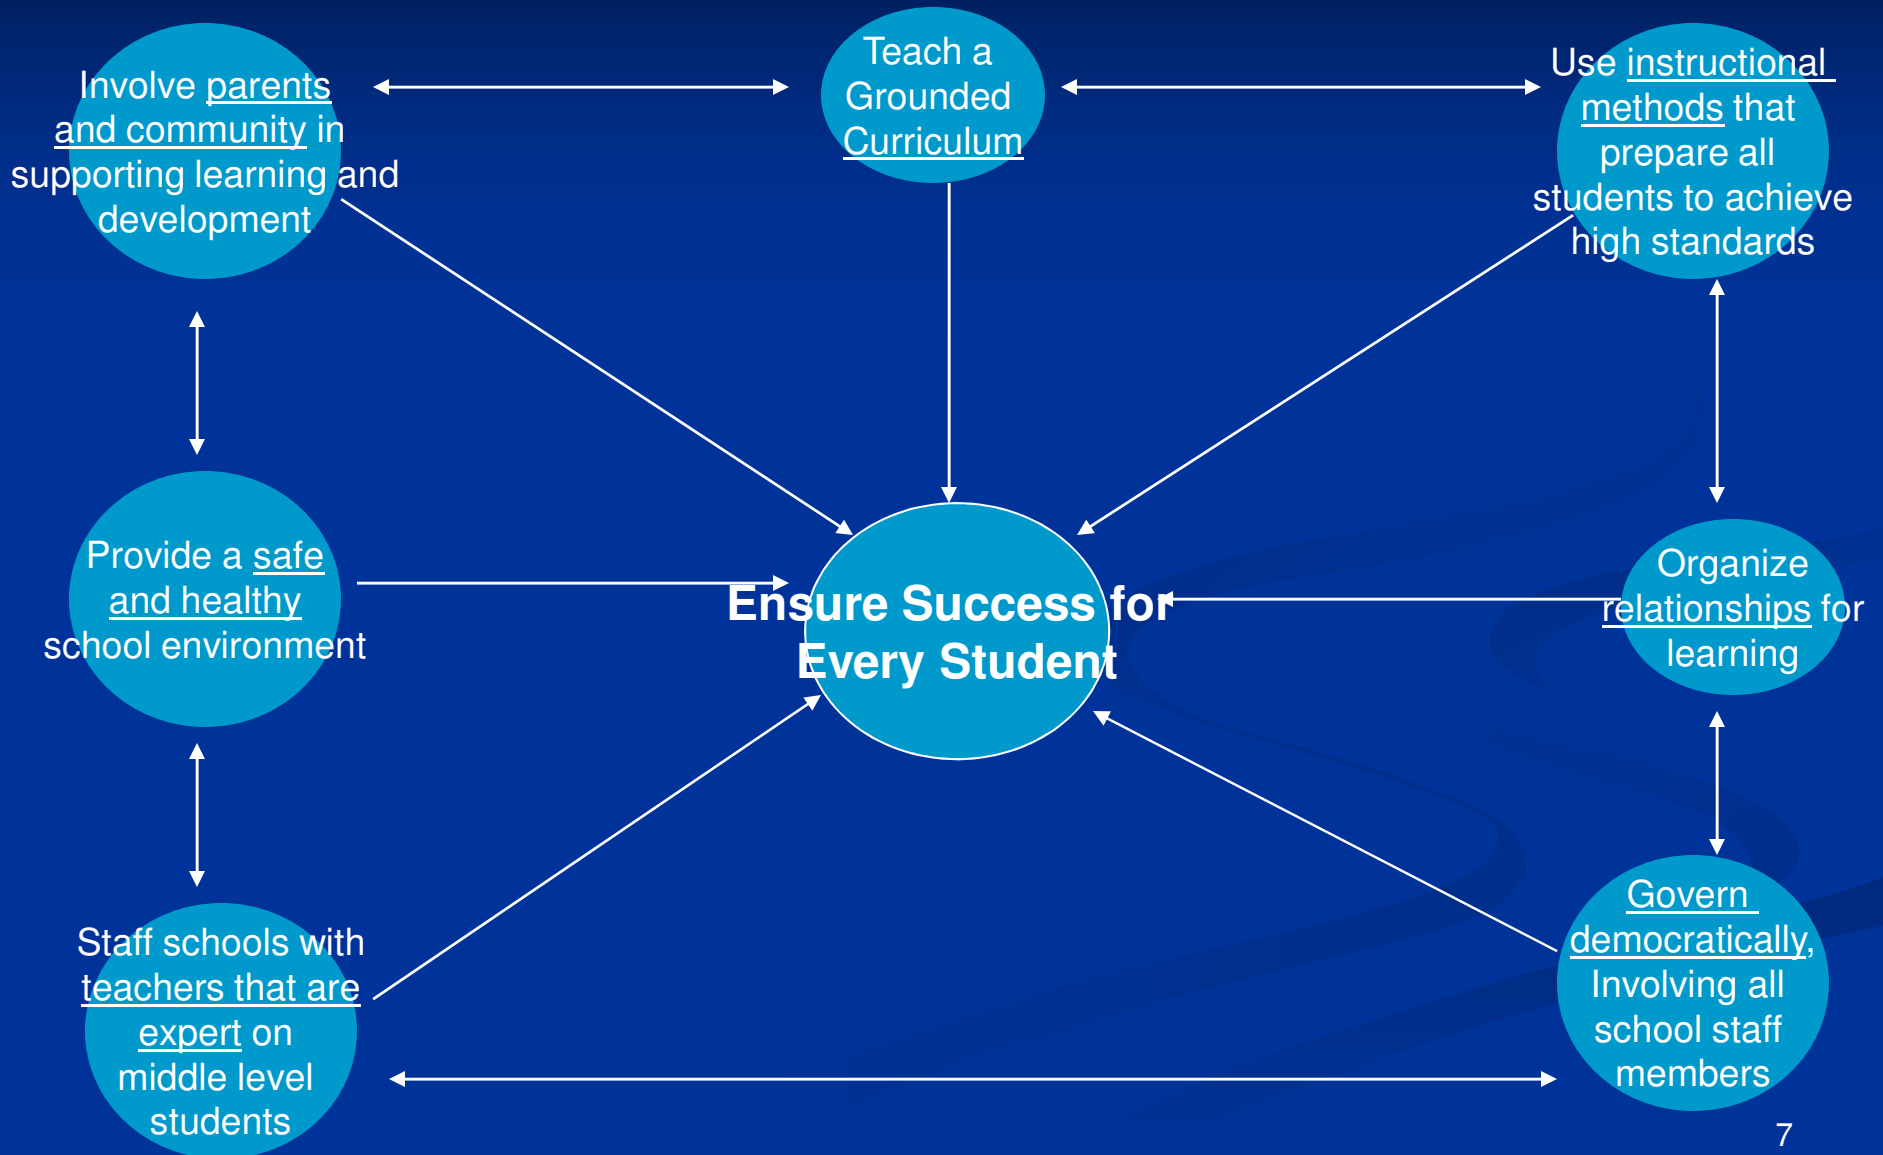 Involve parents
and community in
supporting learning and
development
Teach a
Grounded
Curriculum
Use instructional
methods that
prepare all
students to achieve
high standards
Provide a safe
and healthy
school environment
Ensure Success for
Every Student
Organize
relationships for
learning
Staff schools with
teachers that are
expert on
middle level
students
Govern
democratically,
Involving all
school staff
members
7